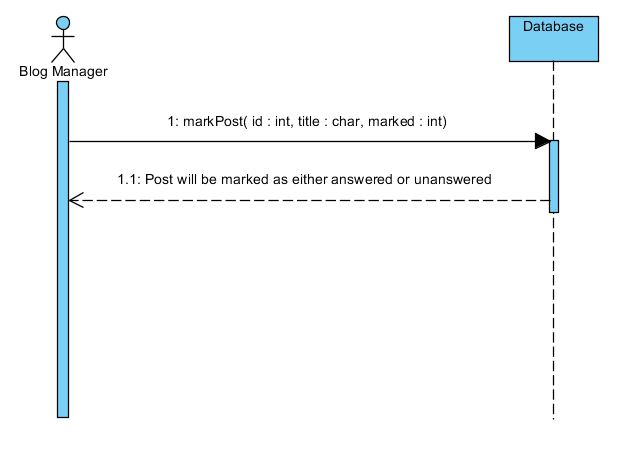 Database
Blog Manager
1: markPost( id : int, title : char, marked : int)
1.1: Post will be marked as either answered or unanswered